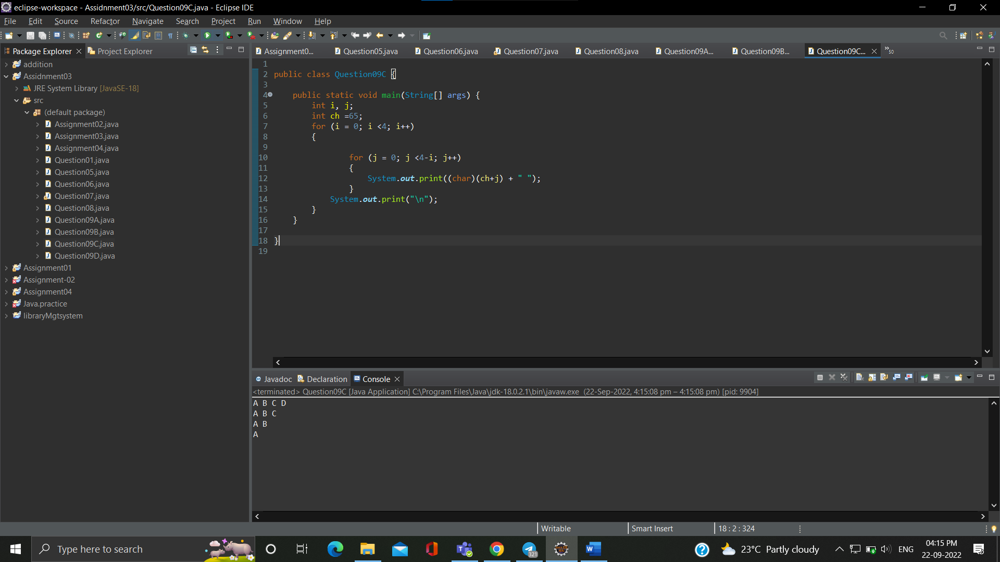 eclipse-workspace - Assidnment03/src/Question09C.java - Eclipse IDE
File Edit Source Refactor Navigate Search Project Run Window Help
Package Explorer Project Explorer
addition
Assidnment03
JRE System Library [JavaSE-18]
src
(default package)
Assignment02.java
Assignment03.java
Assignment04.java
Question01.java
Question05.java
Question06.java
Question07.java
Question08.java
Question09A.java
Question09B.java
Question09C.java
Question09D.java
Assignment01
Assignment-02
Assignment04
Java.practice
libraryMgtsystem
Assignment0... Question05.java Question06.java Question07.java Question08.java Question09A... Question09B... Question09C... »50
1
2 public class Question09C {
3
4 public static void main(String[] args) {
5 int i, j;
6 int ch =65;
7 for (i = 0; i <4; i++)
8 {
9
10 for (j = 0; j <4-i; j++)
11 {
12 System.out.print((char)(ch+j) + " ");
13 }
14 System.out.print("\n");
15 }
16 }
17
18 }
19
@ Javadoc Declaration Console
<terminated> Question09C [Java Application] C:\Program Files\Java\jdk-18.0.2.1\bin\javaw.exe (22-Sep-2022, 4:15:08 pm – 4:15:08 pm) [pid: 9904]
A B C D
A B C
A B
A
Writable Smart Insert 18 : 2 : 324
Type here to search 321 23°C Partly cloudy ENG 04:15 PM
22-09-2022